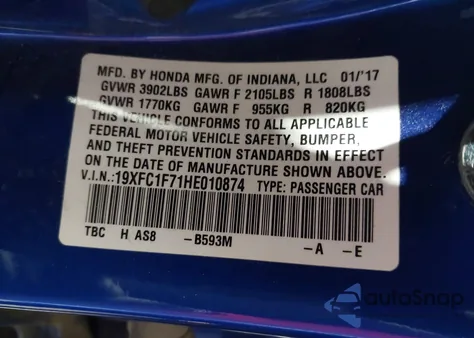 MFD. BY HONDA MFG. OF INDIANA, LLC 01/'17
GVWR 3902LBS GAWR F 2105LBS R 1808LBS
GVWR 1770KG GAWR F 955KG R 820KG
THIS VEHICLE CONFORMS TO ALL APPLICABLE
FEDERAL MOTOR VEHICLE SAFETY, BUMPER,
AND THEFT PREVENTION STANDARDS IN EFFECT
ON THE DATE OF MANUFACTURE SHOWN ABOVE.
V.I.N.:19XFC1F71HE010874 TYPE: PASSENGER CAR
TBC H AS8 -B593M -A -E
autoSnap